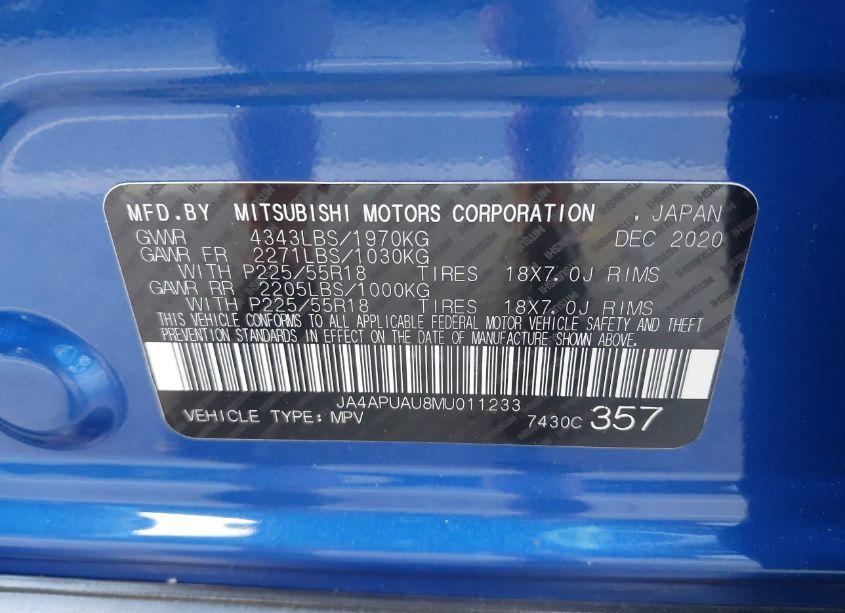 MFD.BY MITSUBISHI MOTORS CORPORATION , JAPAN
GVWR 4343LBS/1970KG DEC 2020
GAWR FR 2271LBS/1030KG
WITH P225/55R18 TIRES 18X7.0J RIMS
GAWR RR 2205LBS/1000KG
WITH P225/55R18 TIRES 18X7.0J RIMS
THIS VEHICLE CONFORMS TO ALL APPLICABLE FEDERAL MOTOR VEHICLE SAFETY AND THEFT
PREVENTION STANDARDS IN EFFECT ON THE DATE OF MANUFACTURE SHOWN ABOVE.
JA4APUAU8MU011233
VEHICLE TYPE: MPV 7430C 357